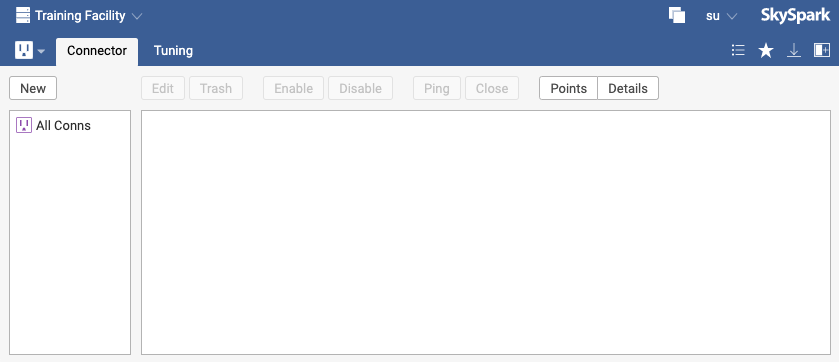 Training Facility
su
SkySpark
Connector
Tuning
New
Edit
Trash
Enable
Disable
Ping
Close
Points
Details
All Conns